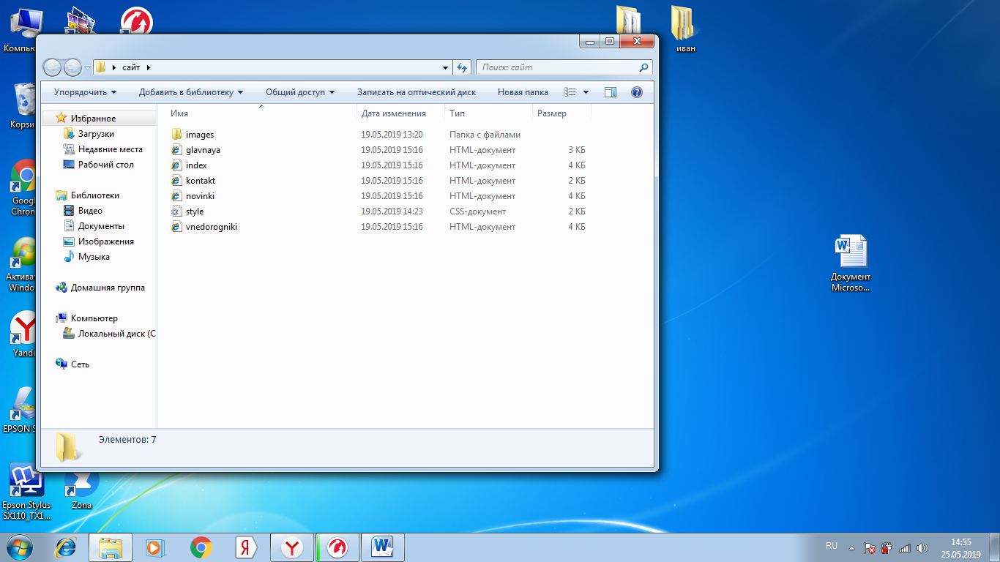 Компью
иван
сайт
Поиск: сайт
Упорядочить
Добавить в библиотеку
Общий доступ
Записать на оптический диск
Новая папка
Имя
Дата изменения
Тип
Размер
Избранное
Загрузки
Недавние места
Рабочий стол
Библиотеки
Видео
Документы
Изображения
Музыка
Домашняя группа
Компьютер
Локальный диск (C
Сеть
images 19.05.2019 13:20 Папка с файлами
glavnaya 19.05.2019 15:16 HTML-документ 3 КБ
index 19.05.2019 15:16 HTML-документ 4 КБ
kontakt 19.05.2019 15:16 HTML-документ 2 КБ
novinki 19.05.2019 15:16 HTML-документ 4 КБ
style 19.05.2019 14:23 CSS-документ 2 КБ
vnedorogniki 19.05.2019 15:16 HTML-документ 4 КБ
Элементов: 7
Корзи
Googl
Chron
Активат
Windo
Yande
EPSON S
Epson Stylus
SX110_TX1...
Zona
Документ
Microso...
RU
14:55
25.05.2019